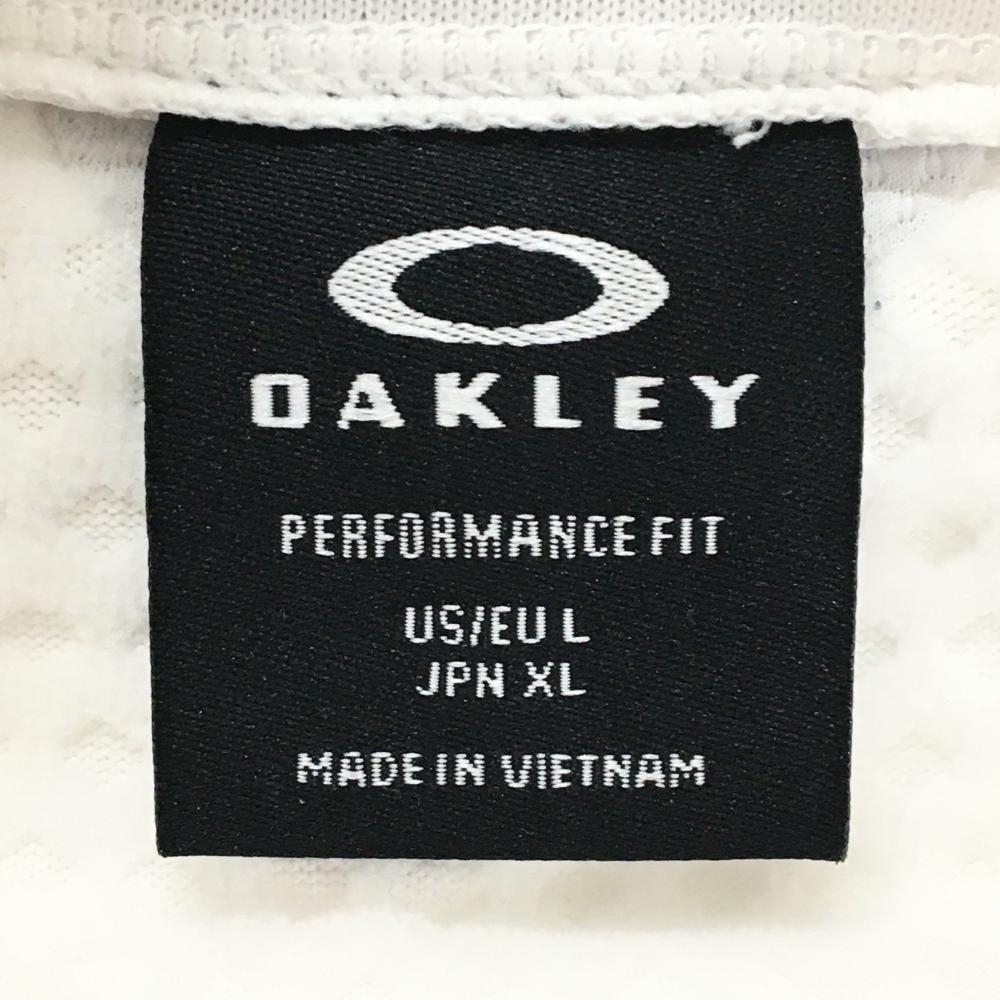 OAKLEY
PERFORMANCE FIT
US/EU L
JPN XL
MADE IN VIETNAM